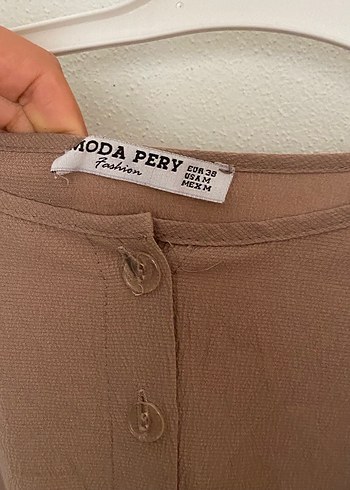 MODA PERY
Fashion
EUR 38
USA M
MEX M